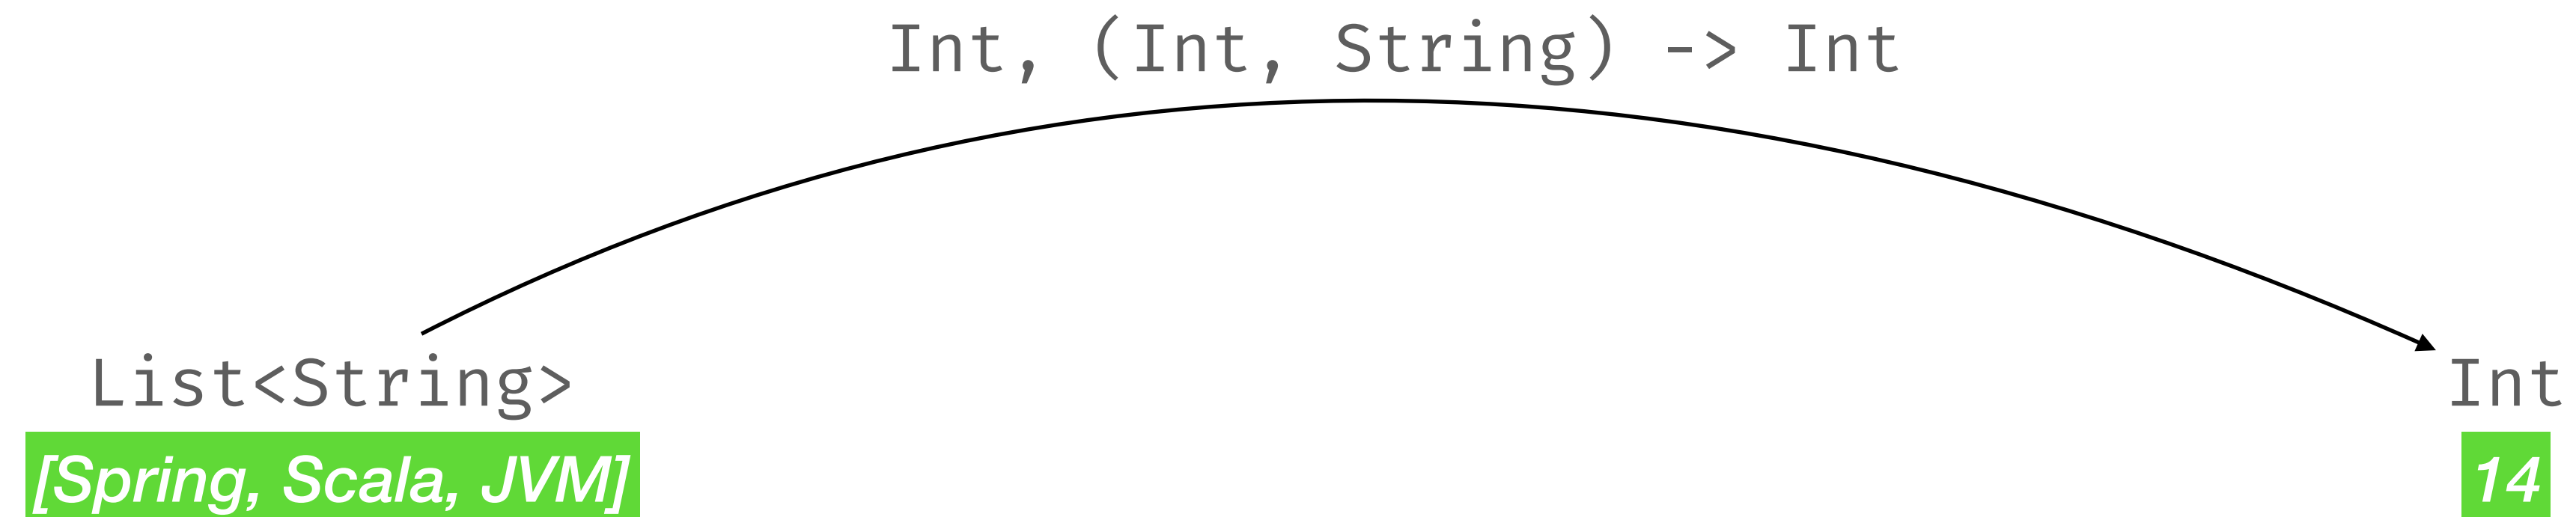 Int, (Int, String) -> Int
List<String>
Int
[Spring, Scala, JVM]
14